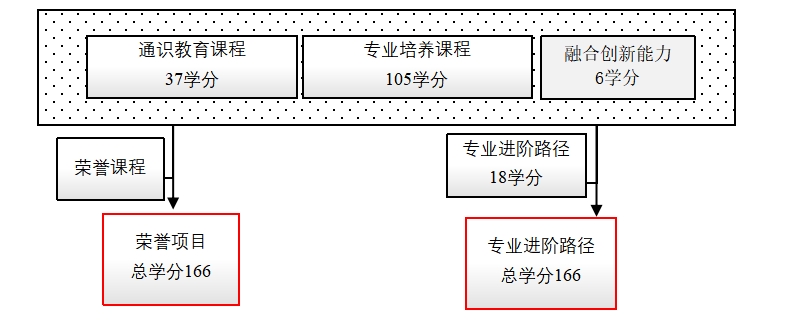 通识教育课程
37学分
专业培养课程
105学分
融合创新能力
6学分
荣誉课程
专业进阶路径
18学分
荣誉项目
总学分166
专业进阶路径
总学分166